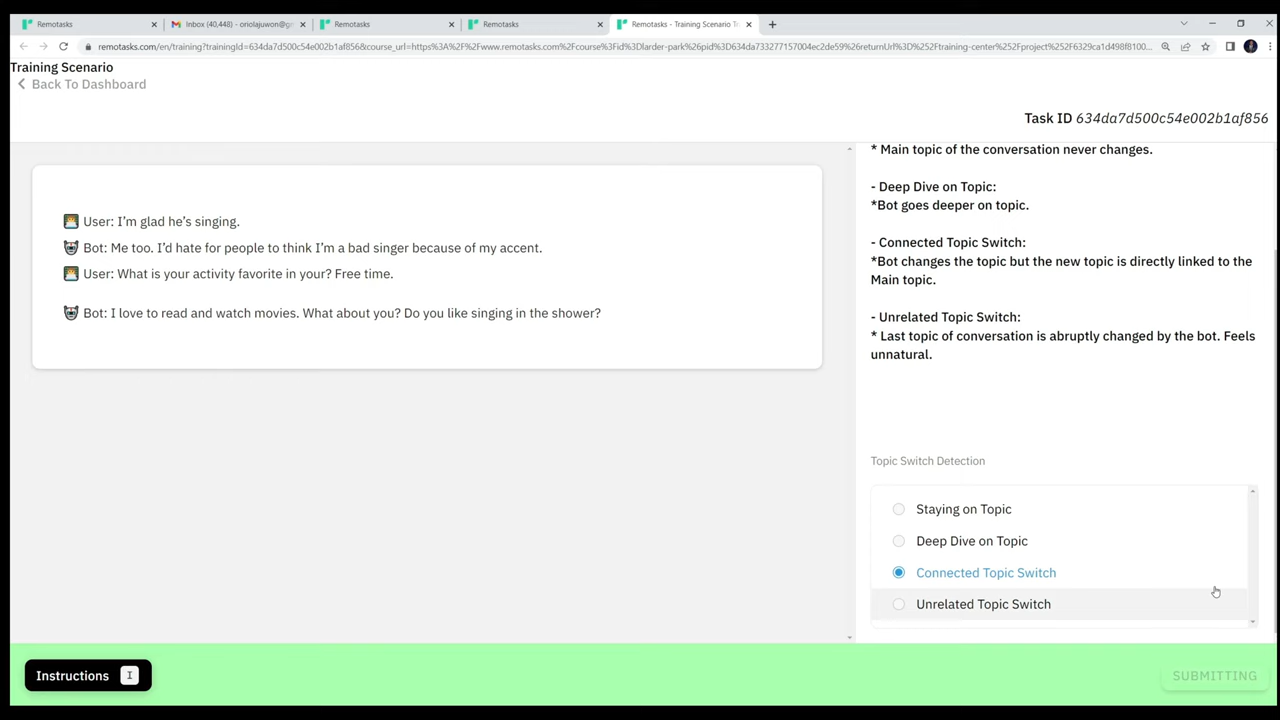 Remotasks
Inbox (40,448) - oriolajuwon@g
Remotasks
Remotasks
Remotasks - Training Scenario T
remotasks.com/en/training?trainingId=634da7d500c54e002b1af856&course_url=https%3A%2F%2Fwww.remotasks.com%2Fcourse%3Fid%3Dlarder-park%26pid%3D634da733277157004ec2de59%26returnUrl%3D%252Ftraining-center%252Fproject%252F6329ca1d498f8100...
Training Scenario
Back To Dashboard
Task ID 634da7d500c54e002b1af856
* Main topic of the conversation never changes.
- Deep Dive on Topic:
*Bot goes deeper on topic.
- Connected Topic Switch:
*Bot changes the topic but the new topic is directly linked to the
Main topic.
- Unrelated Topic Switch:
* Last topic of conversation is abruptly changed by the bot. Feels
unnatural.
User: I’m glad he’s singing.
Bot: Me too. I’d hate for people to think I’m a bad singer because of my accent.
User: What is your activity favorite in your? Free time.
Bot: I love to read and watch movies. What about you? Do you like singing in the shower?
Topic Switch Detection
Staying on Topic
Deep Dive on Topic
Connected Topic Switch
Unrelated Topic Switch
Instructions I
SUBMITTING